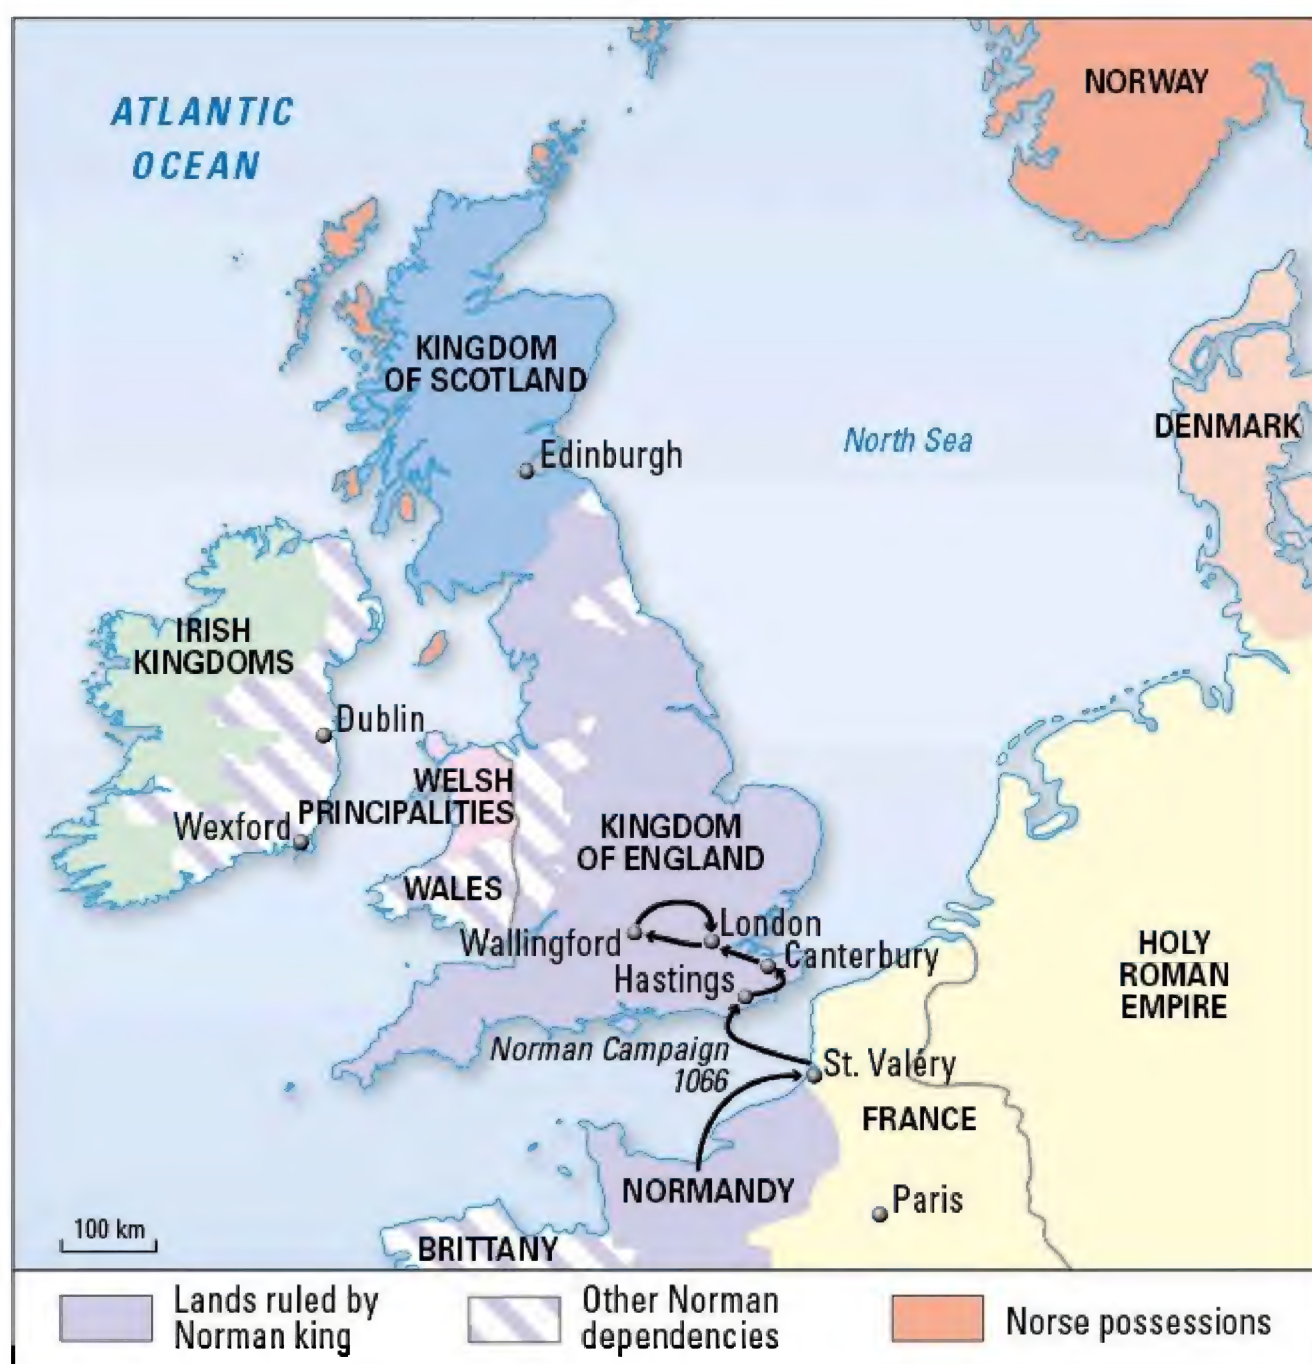 ATLANTIC
OCEAN
NORWAY
KINGDOM
OF SCOTLAND
Edinburgh
North Sea
DENMARK
IRISH
KINGDOMS
Dublin
WELSH
PRINCIPALITIES
Wexford
KINGDOM
OF ENGLAND
WALES
London
Wallingford
Canterbury
Hastings
HOLY
ROMAN
EMPIRE
Norman Campaign
1066
St. Valéry
FRANCE
NORMANDY
Paris
100 km
BRITTANY
Lands ruled by
Norman king
Other Norman
dependencies
Norse possessions